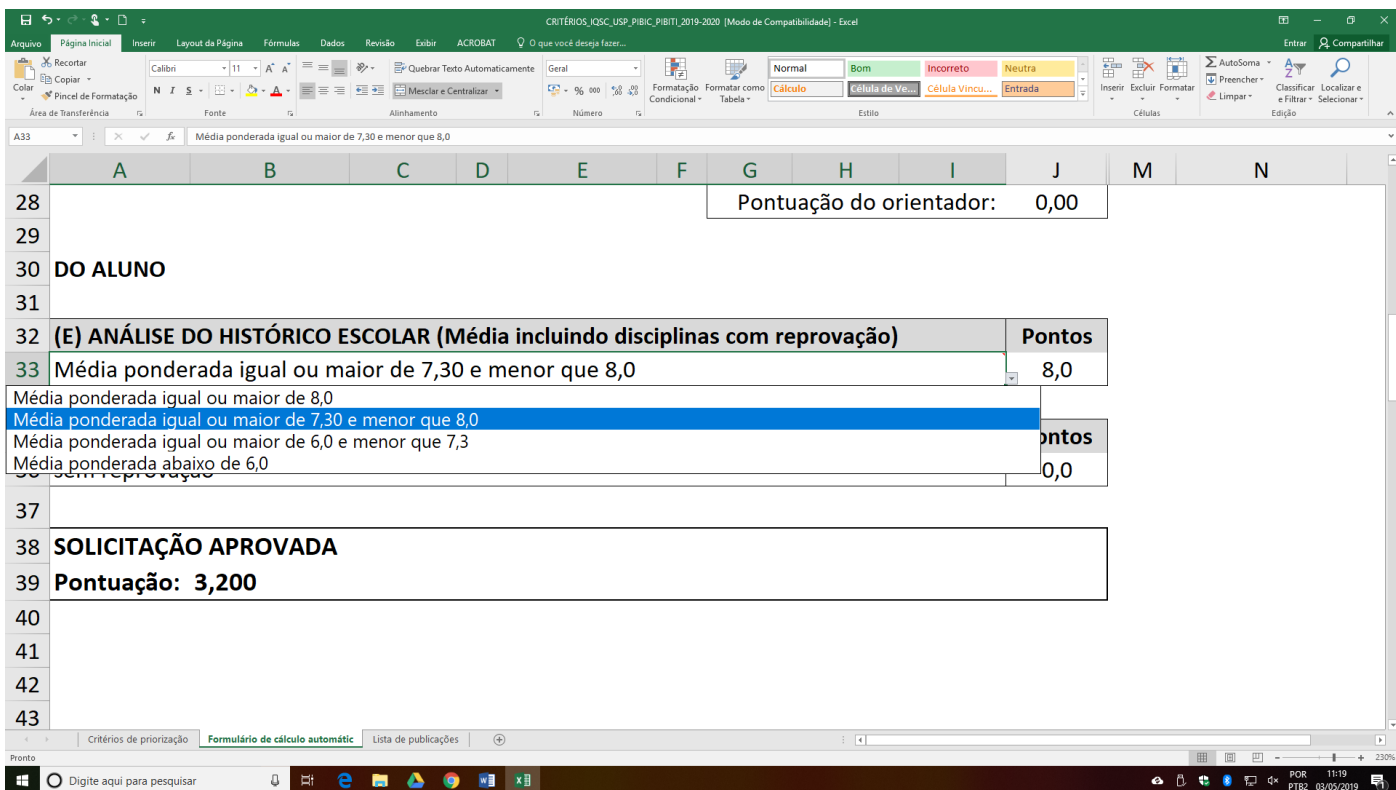 CRITÉRIOS_IQSC_USP_PIBIC_PIBITI_2019-2020 [Modo de Compatibilidade] - Excel
Arquivo Página Inicial Inserir Layout da Página Fórmulas Dados Revisão Exibir ACROBAT O que você deseja fazer... Entrar Compartilhar
Colar
Recortar
Copiar
Pincel de Formatação
Área de Transferência
Calibri 11
N I S
Fonte
Quebrar Texto Automaticamente
Mesclar e Centralizar
Alinhamento
Geral
% 000
Número
Formatação Condicional
Formatar como Tabela
Normal Bom Incorreto Neutra
Cálculo Célula de Ve... Célula Vincu... Entrada
Estilo
Inserir Excluir Formatar
Células
AutoSoma
Preencher
Limpar
Classificar e Filtrar
Localizar e Selecionar
Edição
A33 fx Média ponderada igual ou maior de 7,30 e menor que 8,0
A B C D E F G H I J M N
28 Pontuação do orientador: 0,00
29
30 DO ALUNO
31
32 (E) ANÁLISE DO HISTÓRICO ESCOLAR (Média incluindo disciplinas com reprovação) Pontos
33 Média ponderada igual ou maior de 7,30 e menor que 8,0 8,0
Média ponderada igual ou maior de 8,0
Média ponderada igual ou maior de 7,30 e menor que 8,0
Média ponderada igual ou maior de 6,0 e menor que 7,3
Média ponderada abaixo de 6,0
37
38 SOLICITAÇÃO APROVADA
39 Pontuação: 3,200
40
41
42
43
Critérios de priorização Formulário de cálculo automátic Lista de publicações
Pronto 230%
Digite aqui para pesquisar
POR 11:19
PTB2 03/05/2019